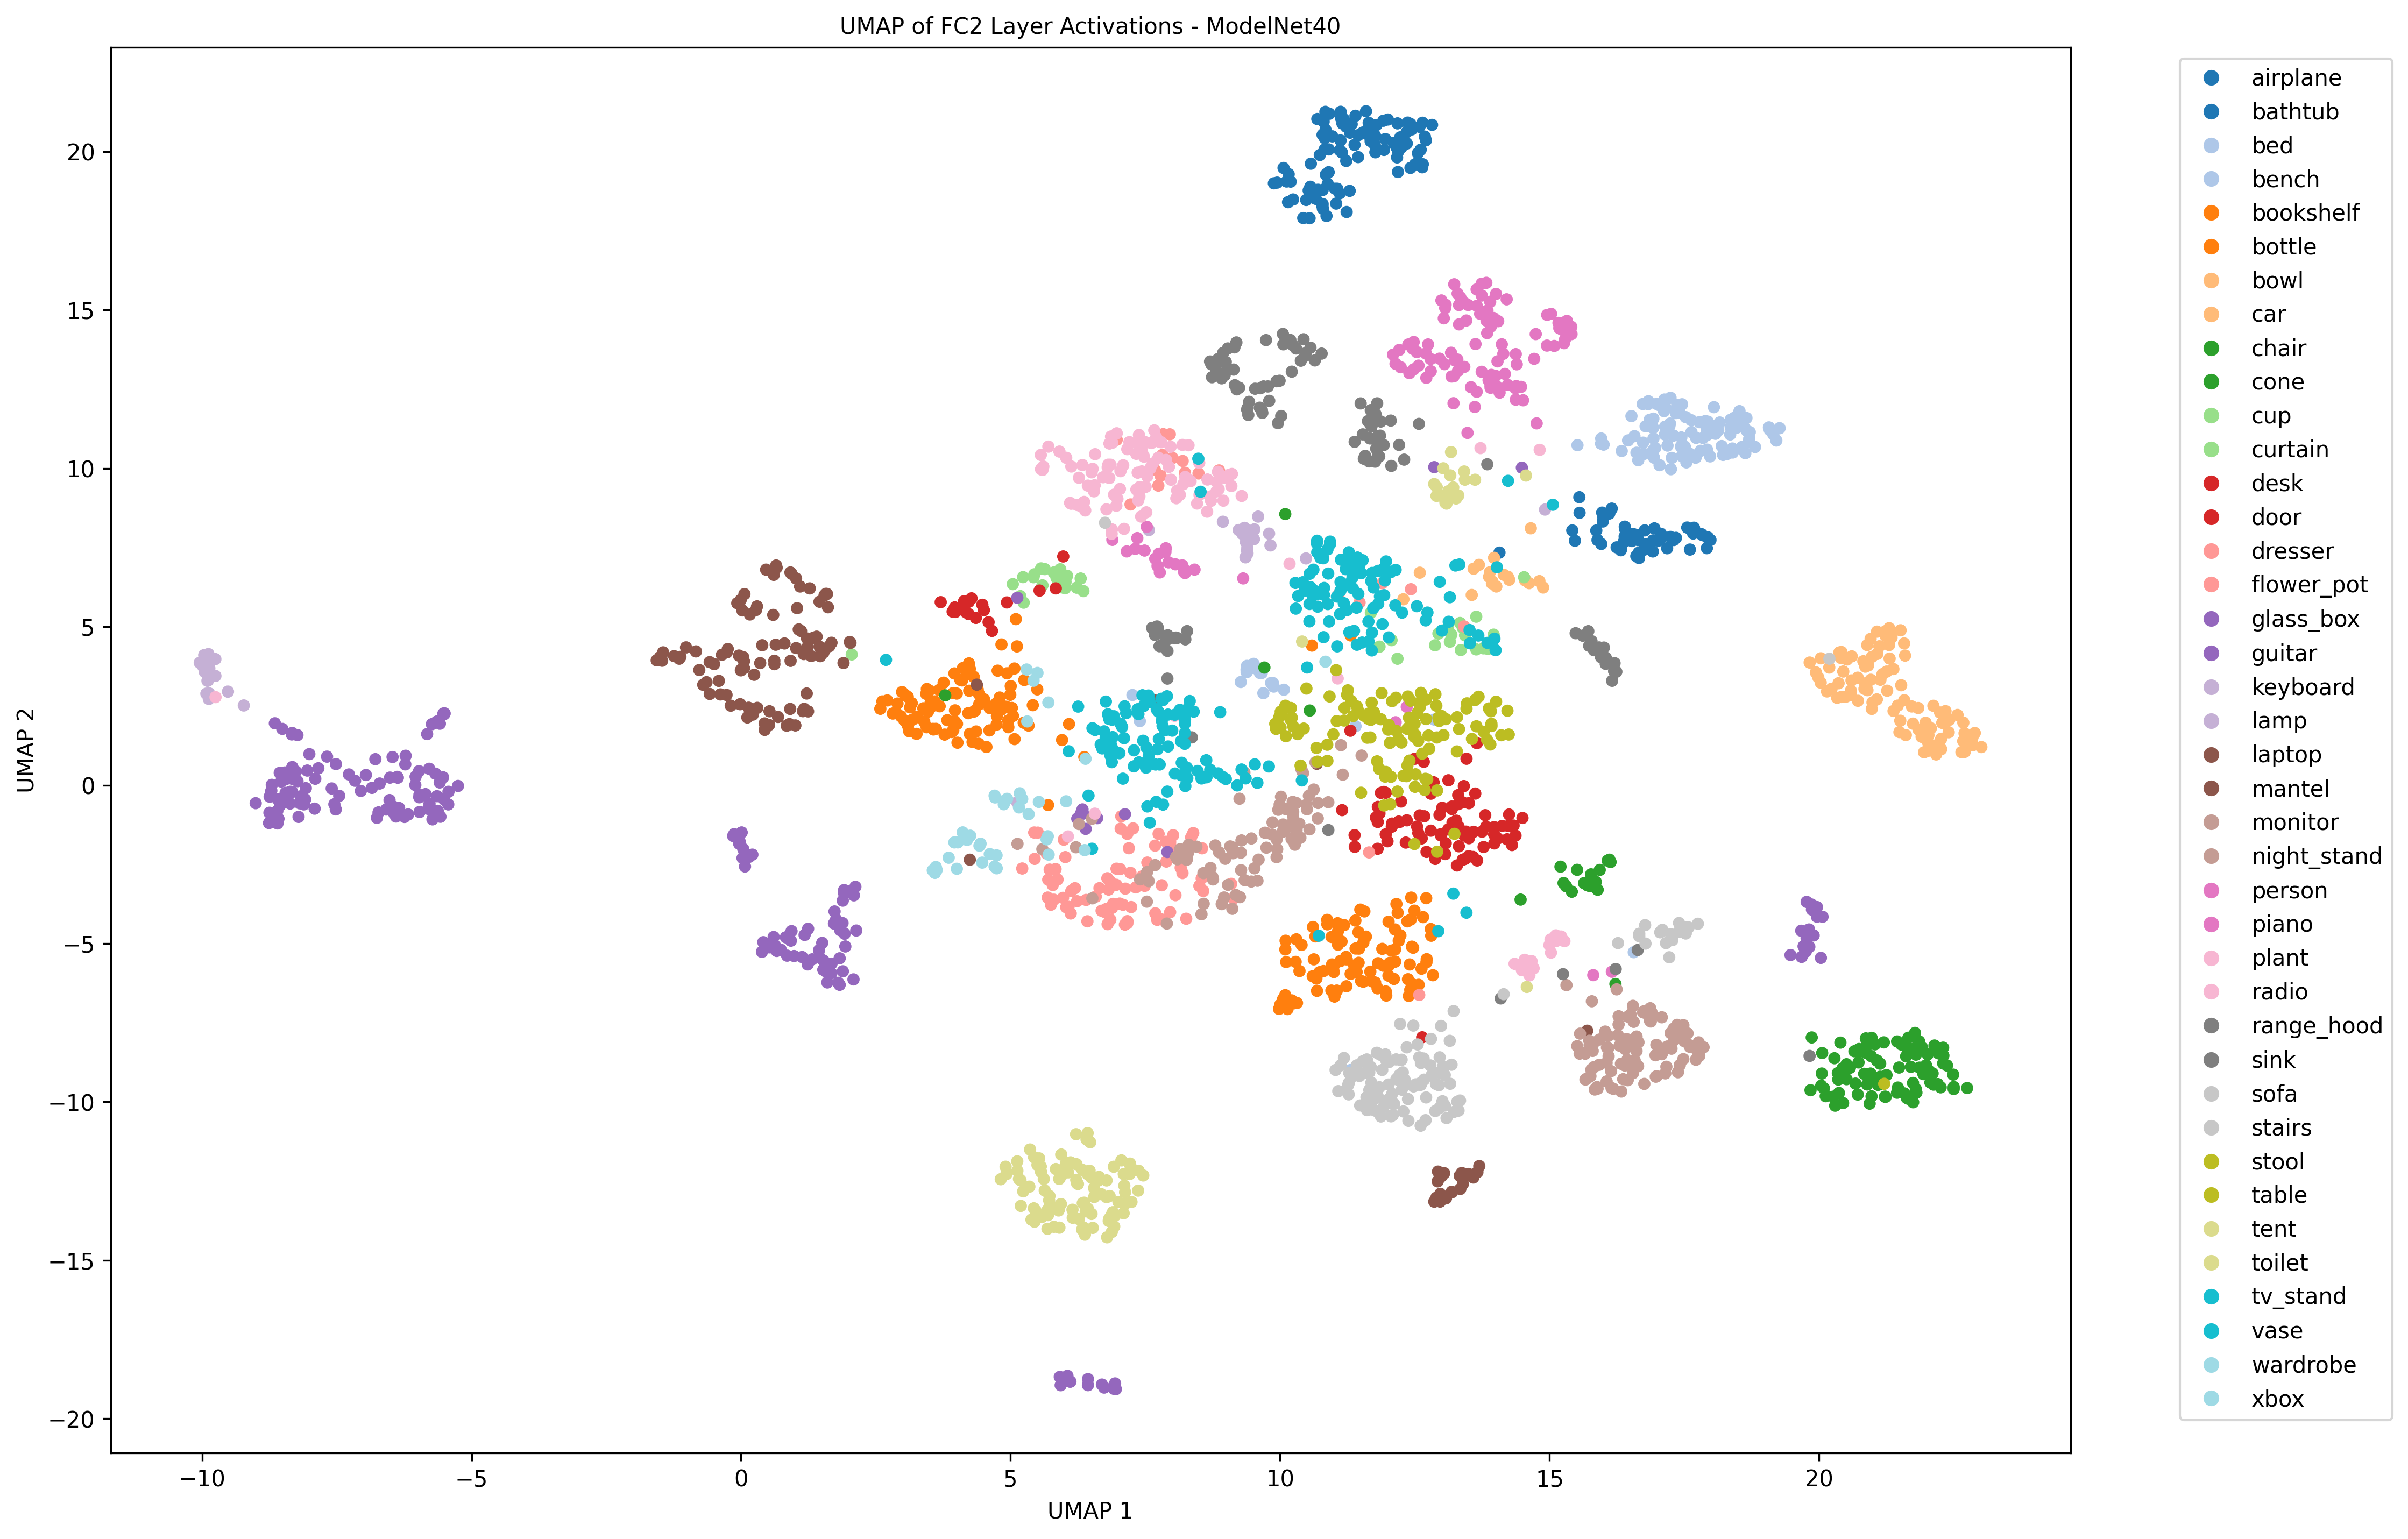 UMAP of FC2 Layer Activations - ModelNet40
UMAP 2
20
15
10
5
0
−5
−10
−15
−20
−10
−5
0
5
10
15
20
UMAP 1
airplane
bathtub
bed
bench
bookshelf
bottle
bowl
car
chair
cone
cup
curtain
desk
door
dresser
flower_pot
glass_box
guitar
keyboard
lamp
laptop
mantel
monitor
night_stand
person
piano
plant
radio
range_hood
sink
sofa
stairs
stool
table
tent
toilet
tv_stand
vase
wardrobe
xbox